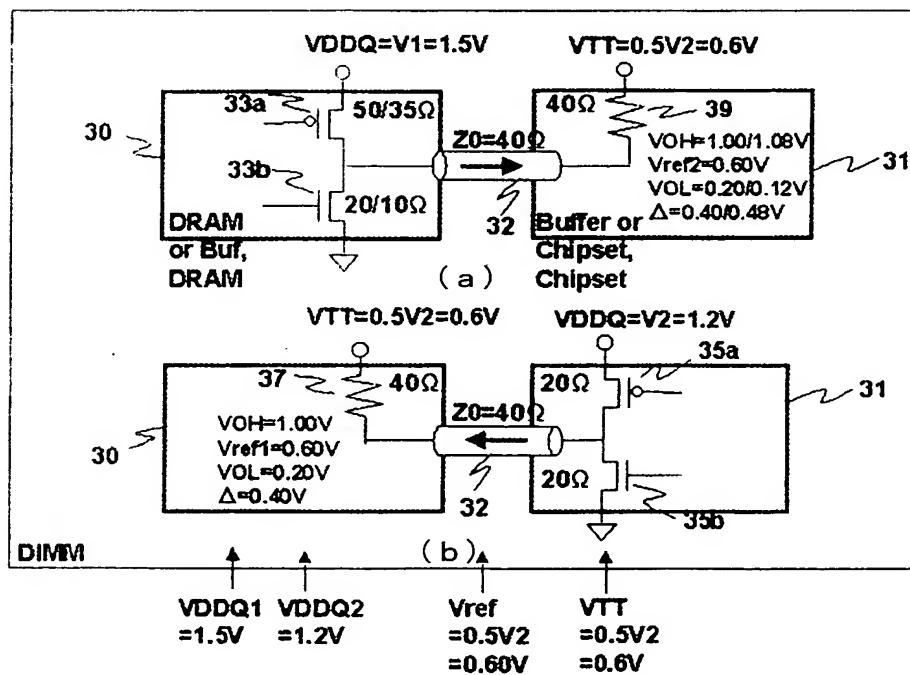 VDDQ=V1=1.5V
VTT=0.5V2=0.6V
33a
50/35Ω
40Ω
39
30
Z0=40Ω
VOH=1.00/1.08V
Vref2=0.60V
VOL=0.20/0.12V
Δ=0.40/0.48V
31
33b
20/10Ω
32
DRAM
or Buf,
DRAM
Buffer or
Chipset,
Chipset
(a)
VTT=0.5V2=0.6V
VDDQ=V2=1.2V
35a
37
40Ω
20Ω
31
Z0=40Ω
30
VOH=1.00V
Vref1=0.60V
VOL=0.20V
Δ=0.40V
32
20Ω
35b
DIMM
(b)
VDDQ1
=1.5V
VDDQ2
=1.2V
Vref
=0.5V2
=0.60V
VTT
=0.5V2
=0.6V